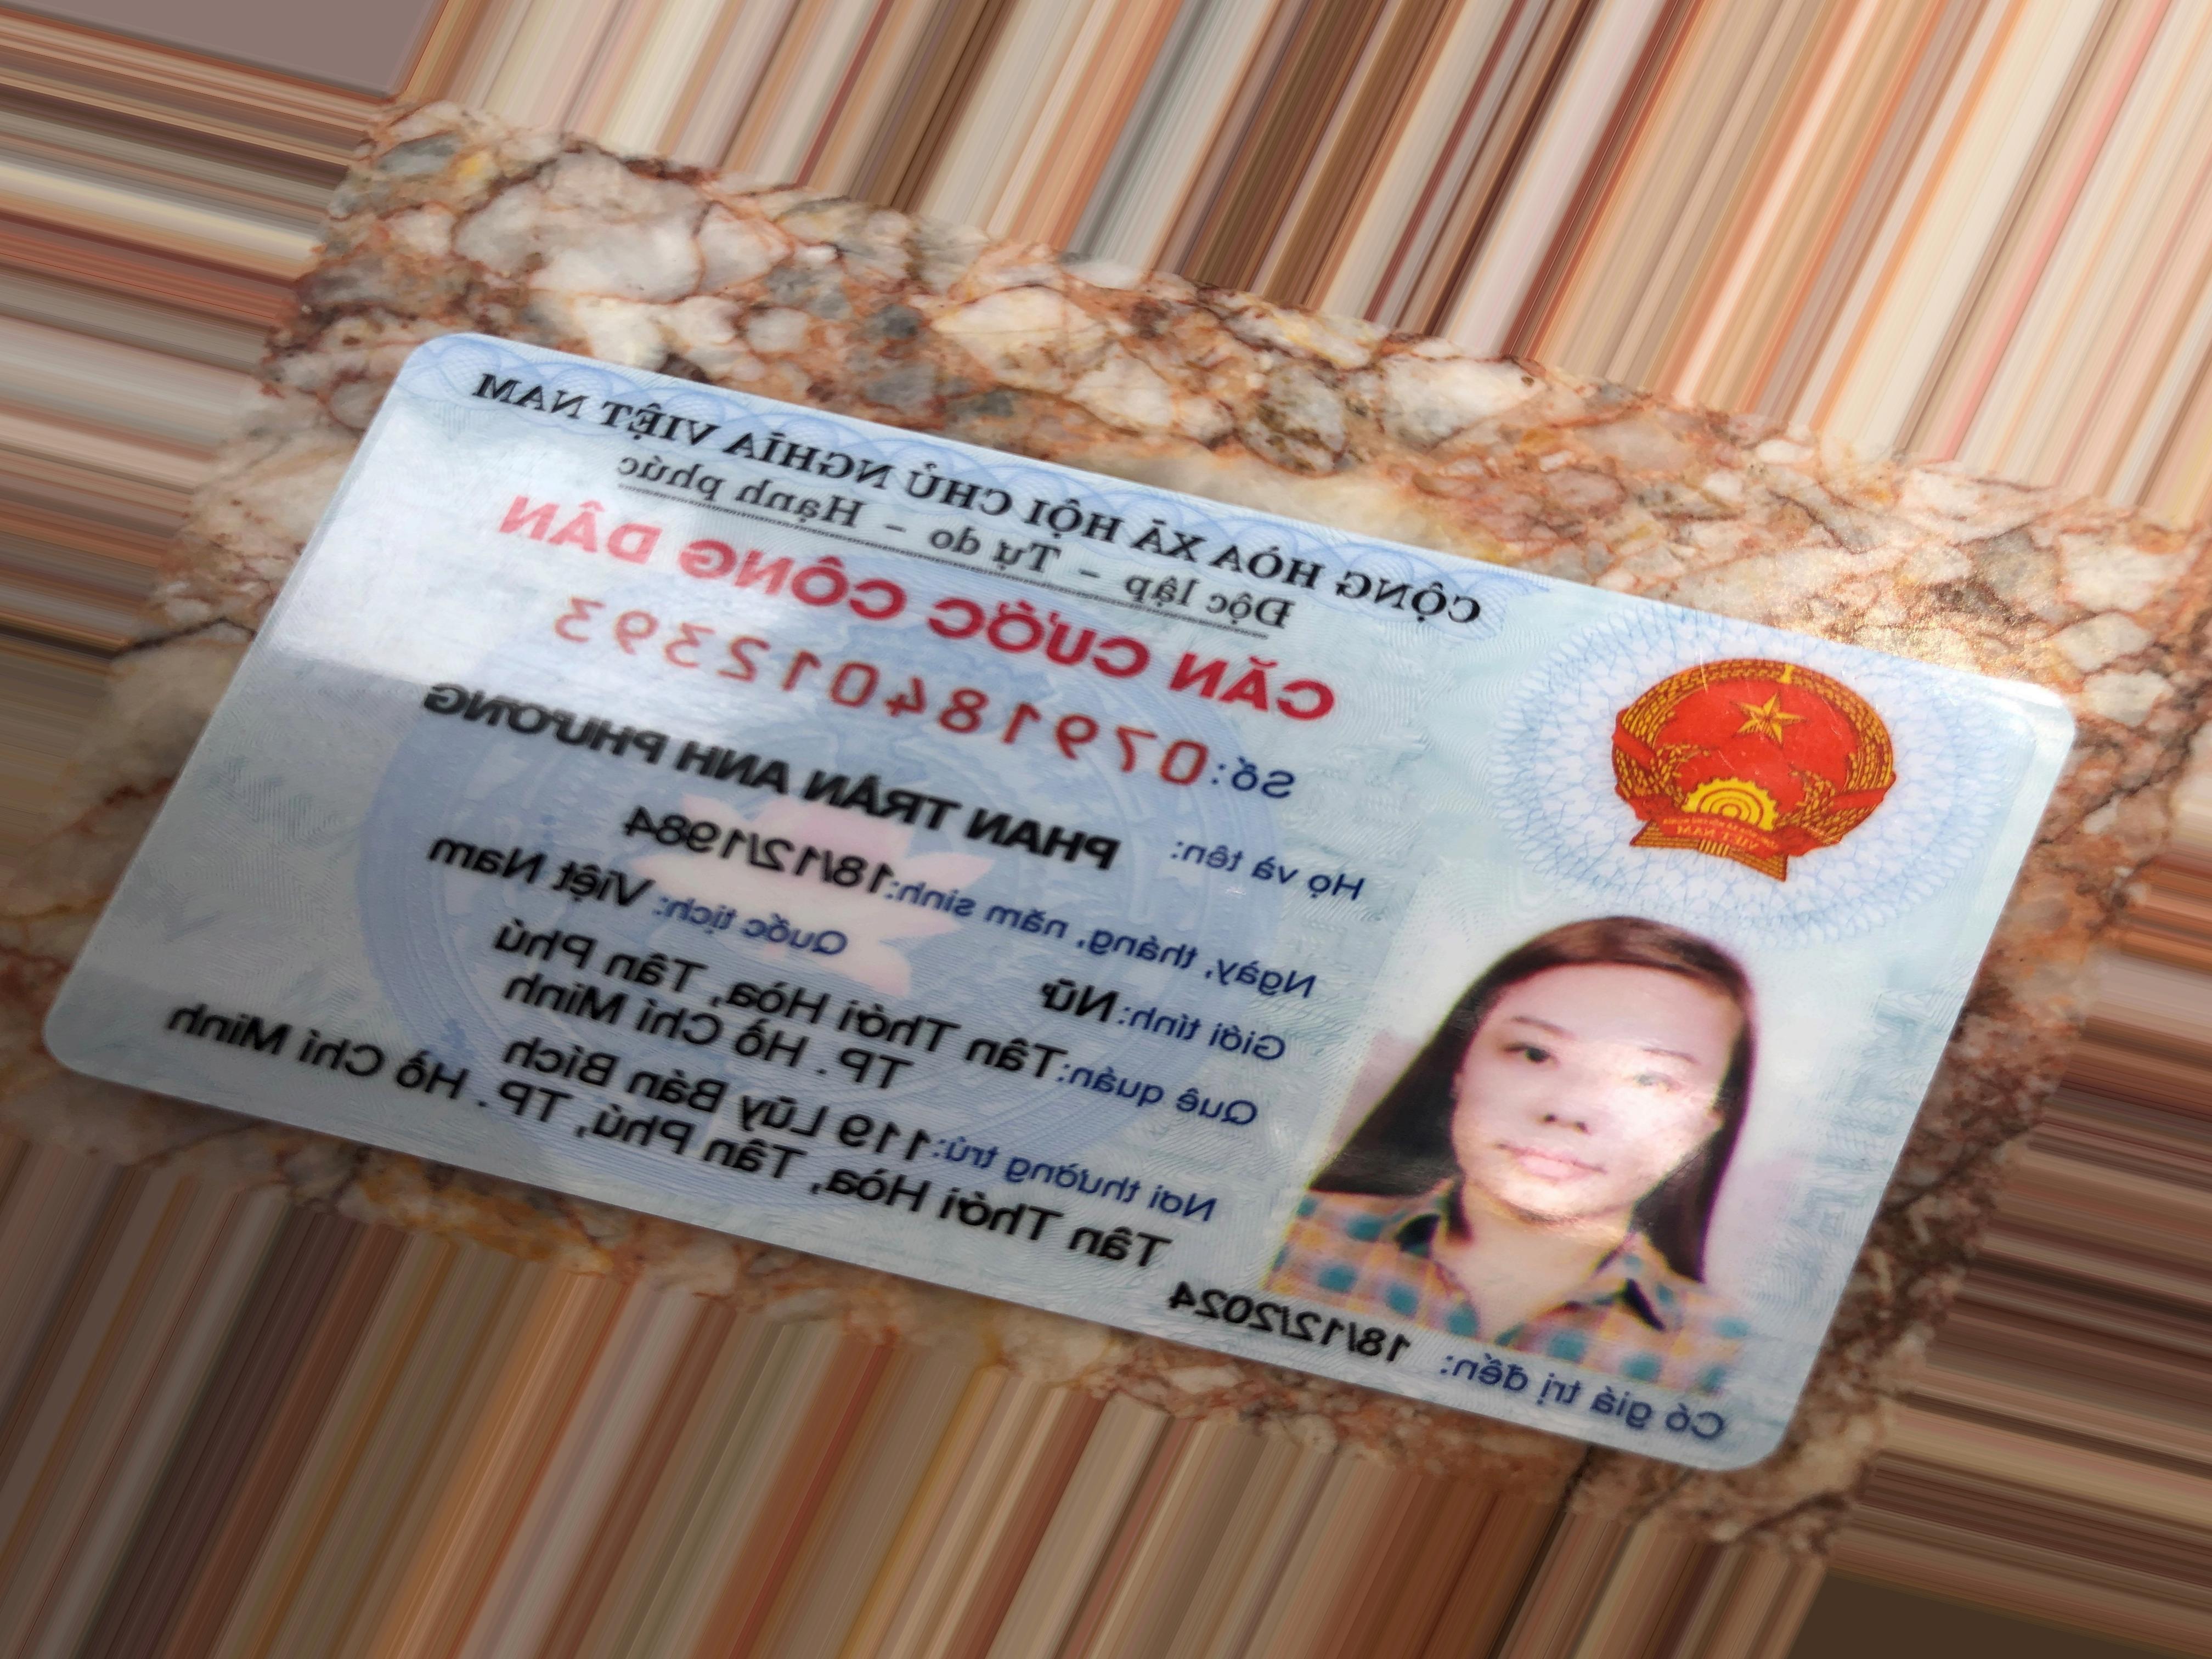 CỘNG HÒA XÃ HỘI CHỦ NGHĨA VIỆT NAM
Độc lập – Tự do – Hạnh phúc
CĂN CƯỚC CÔNG DÂN
Số: 079184012393
Họ và tên: PHAN TRẦN ANH PHƯƠNG
Ngày, tháng, năm sinh: 18/12/1984
Giới tính: Nữ Quốc tịch: Việt Nam
Quê quán: Tân Thới Hòa, Tân Phú
TP. Hồ Chí Minh
Nơi thường trú: 119 Lũy Bán Bích
Tân Thới Hòa, Tân Phú, TP. Hồ Chí Minh
Có giá trị đến: 18/12/2024